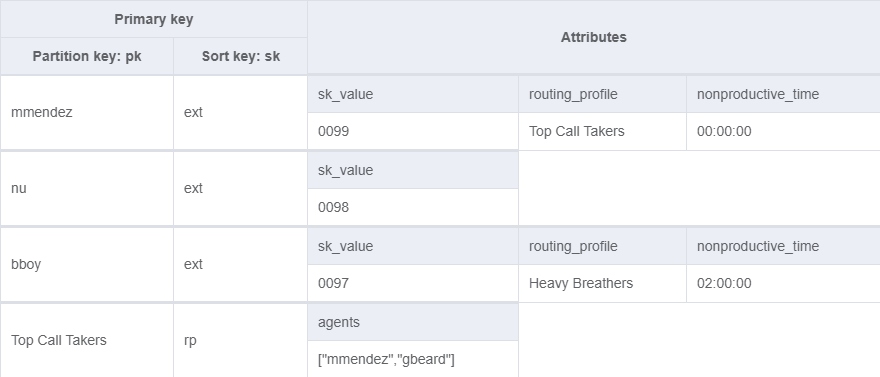 Primary key
Attributes
Partition key: pk Sort key: sk
sk_value routing_profile nonproductive_time
mmendez ext
0099 Top Call Takers 00:00:00
sk_value
nu ext
0098
sk_value routing_profile nonproductive_time
bboy ext
0097 Heavy Breathers 02:00:00
agents
Top Call Takers rp
["mmendez","gbeard"]